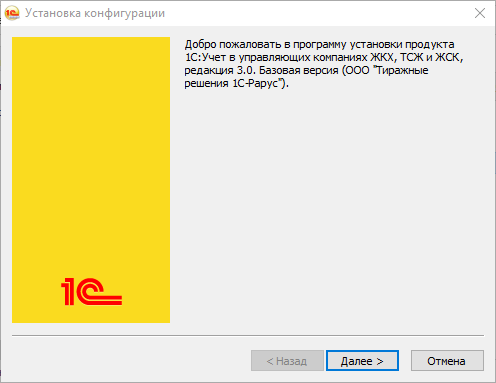 Установка конфигурации
Добро пожаловать в программу установки продукта
1С:Учет в управляющих компаниях ЖКХ, ТСЖ и ЖСК,
редакция 3.0. Базовая версия (ООО "Тиражные
решения 1С-Рарус").
1С
< Назад
Далее >
Отмена